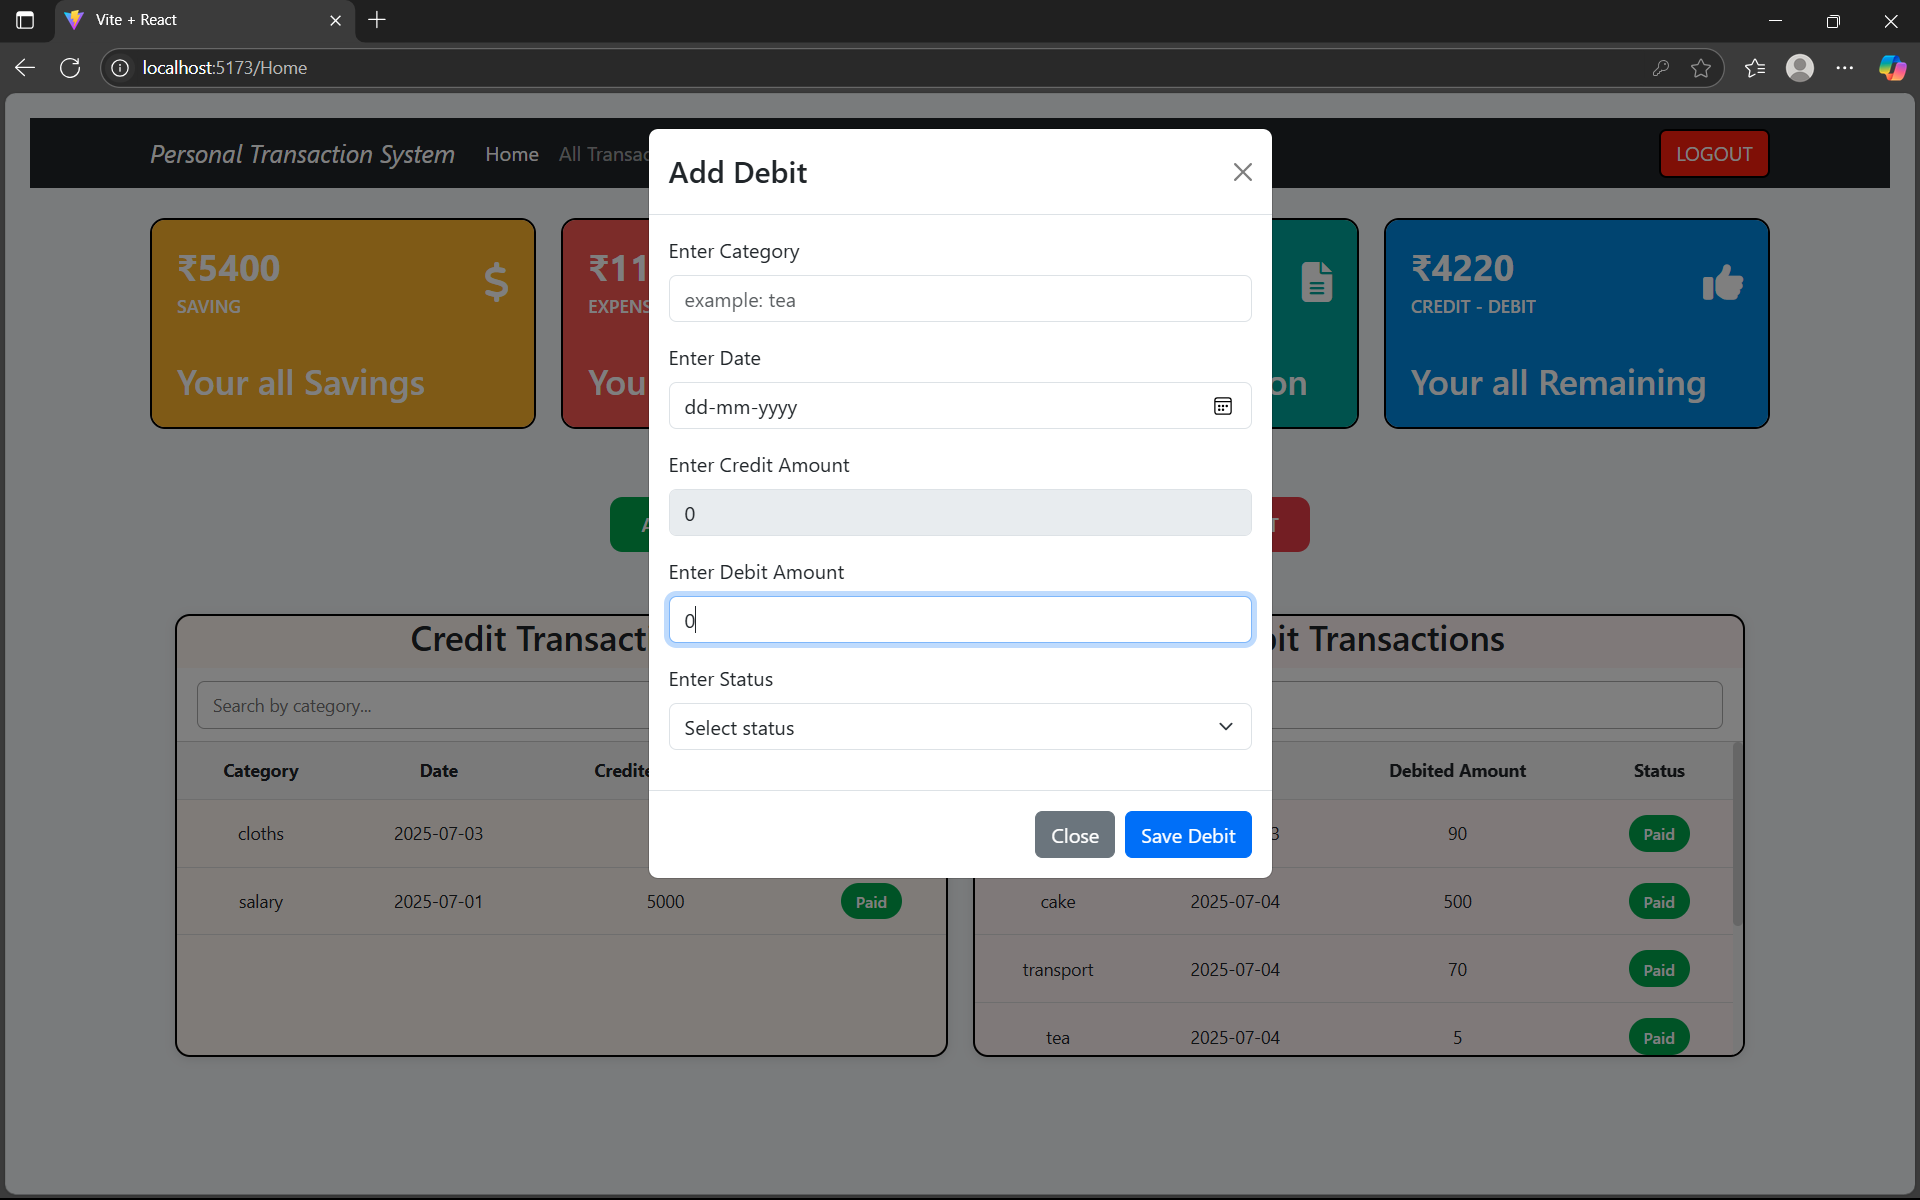 Vite + React
localhost:5173/Home
Personal Transaction System Home All Transac
LOGOUT
Add Debit
₹5400
SAVING
Your all Savings
₹11
EXPENS
You
on
₹4220
CREDIT - DEBIT
Your all Remaining
Enter Category
example: tea
Enter Date
dd-mm-yyyy
Enter Credit Amount
0
A
T
Enter Debit Amount
0
Enter Status
Select status
Close Save Debit
Credit Transact
Search by category...
Category Date Credite
cloths 2025-07-03
salary 2025-07-01 5000 Paid
bit Transactions
Debited Amount Status
3 90 Paid
cake 2025-07-04 500 Paid
transport 2025-07-04 70 Paid
tea 2025-07-04 5 Paid